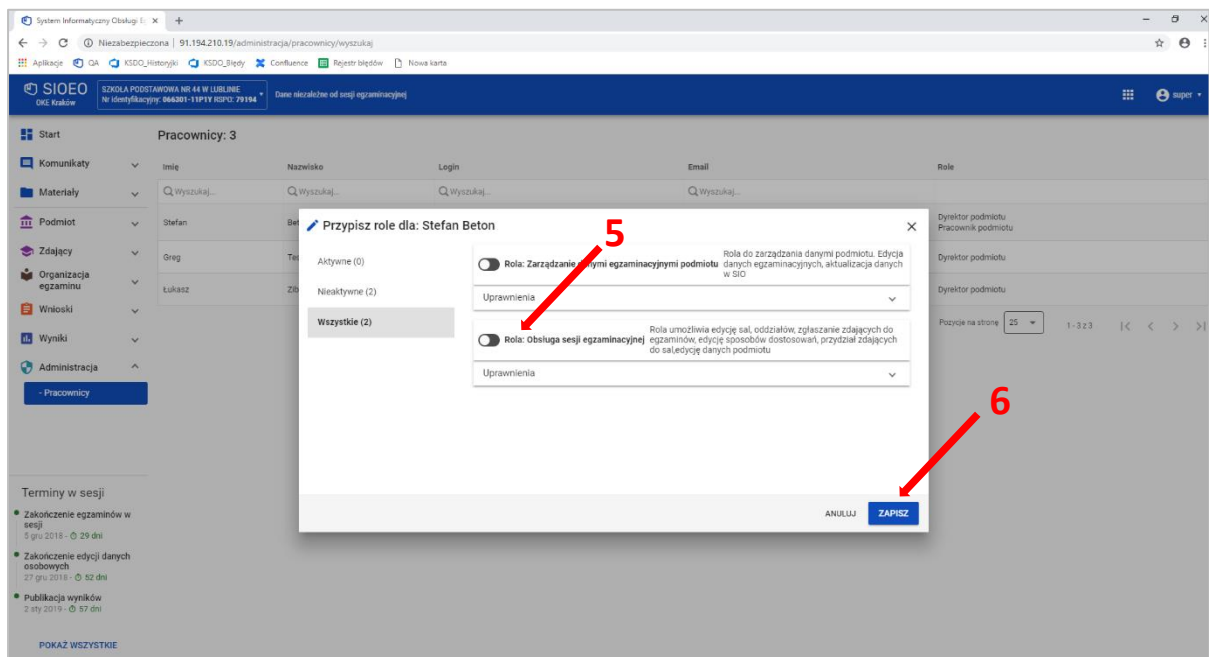 System Informatyczny Obsługi E
Niezabezpieczona | 91.194.210.19/administracja/pracownicy/wyszukaj
Aplikacje QA KSDO_Historyjki KSDO_Błędy Confluence Rejestr błędów Nowa karta
SIOEO
OKE Kraków
SZKOŁA PODSTAWOWA NR 44 W LUBLINIE
Nr identyfikacyjny: 066301-11P1Y RSPO: 79194
Dane niezależne od sesji egzaminacyjnej
super
Start
Komunikaty
Materiały
Podmiot
Zdający
Organizacja
egzaminu
Wnioski
Wyniki
Administracja
- Pracownicy
Terminy w sesji
Zakończenie egzaminów w
sesji
5 gru 2018 - 29 dni
Zakończenie edycji danych
osobowych
27 gru 2018 - 52 dni
Publikacja wyników
2 sty 2019 - 57 dni
POKAŻ WSZYSTKIE
Pracownicy: 3
Imię Nazwisko Login Email Role
Wyszukaj... Wyszukaj... Wyszukaj... Wyszukaj...
Stefan Bet
Dyrektor podmiotu
Pracownik podmiotu
Greg
Dyrektor podmiotu
Łukasz Zib
Dyrektor podmiotu
Pozycje na stronę 25 1 - 3 z 3
Przypisz role dla: Stefan Beton
5
Aktywne (0)
Nieaktywne (2)
Wszystkie (2)
Rola: Zarządzanie danymi egzaminacyjnymi podmiotu
Rola do zarządzania danymi podmiotu. Edycja
danych egzaminacyjnych, aktualizacja danych
w SIO
Uprawnienia
Rola: Obsługa sesji egzaminacyjnej
Rola umożliwia edycję sal, oddziałów, zgłaszanie zdających do
egzaminów, edycję sposobów dostosowań, przydział zdających
do sal,edycję danych podmiotu
Uprawnienia
6
ANULUJ ZAPISZ